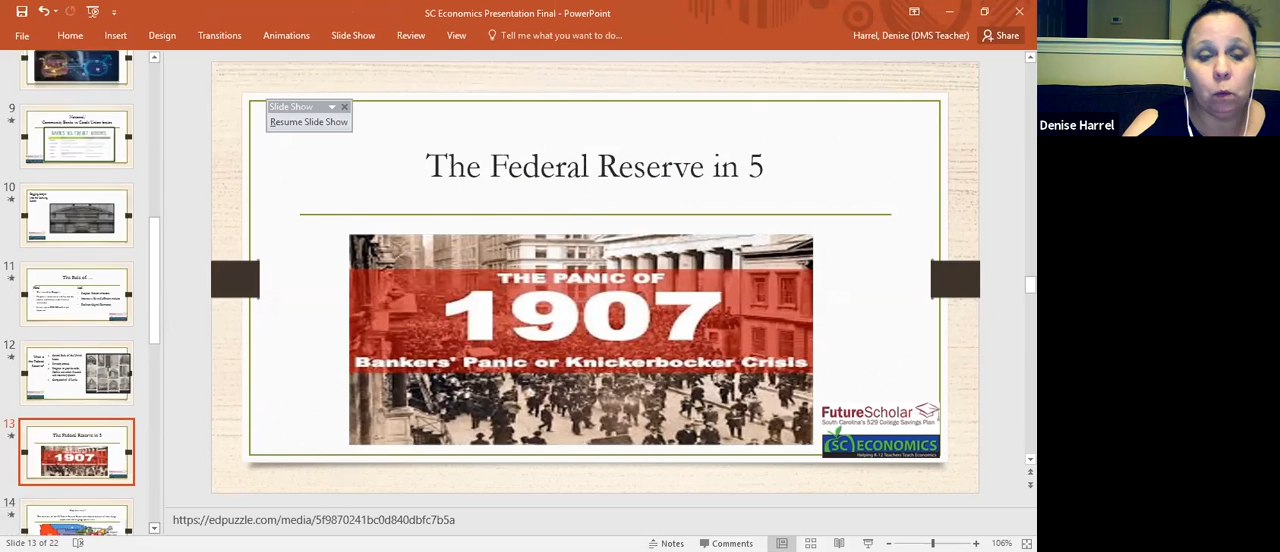 SC Economics Presentation Final - PowerPoint
File Home Insert Design Transitions Animations Slide Show Review View Tell me what you want to do... Harrel, Denise (DMS Teacher) Share
Denise Harrel
9
10
11
The Role of...
12
13
The Federal Reserve in 5
1907
14
Slide Show
Resume Slide Show
The Federal Reserve in 5
THE PANIC OF
1907
Bankers' Panic or Knickerbocker Crisis
FutureScholar
South Carolina's 529 College Savings Plan
SC ECONOMICS
Helping K-12 Teachers Teach Economics
https://edpuzzle.com/media/5f9870241bc0d840dbfc7b5a
Slide 13 of 22 Notes Comments 106%